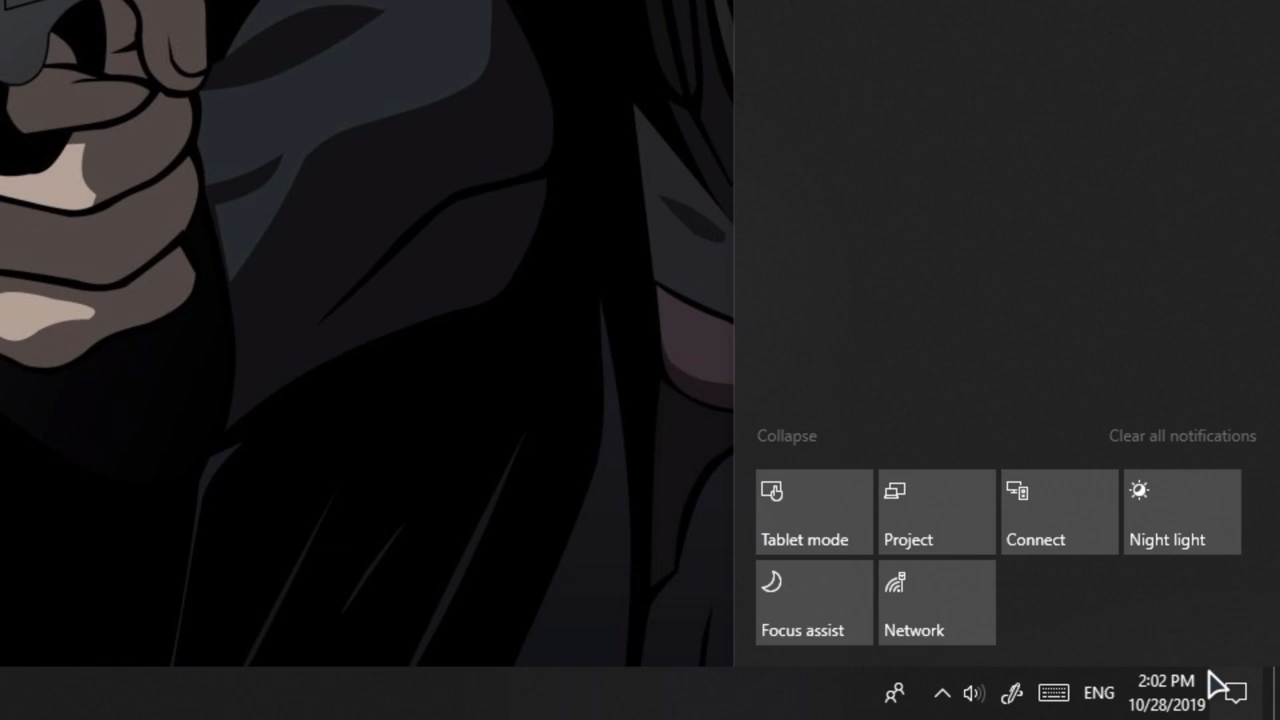 Collapse
Clear all notifications
Tablet mode
Project
Connect
Night light
Focus assist
Network
ENG
2:02 PM
10/28/2019